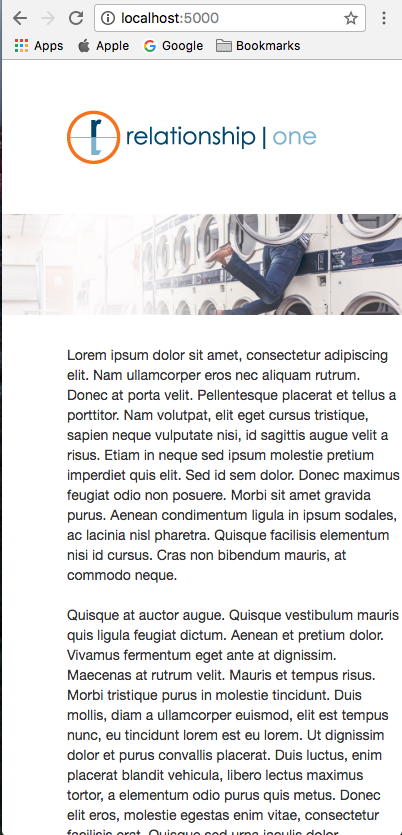 localhost:5000
Apps Apple Google Bookmarks
r relationship | one
Lorem ipsum dolor sit amet, consectetur adipiscing
elit. Nam ullamcorper eros nec aliquam rutrum.
Donec at porta velit. Pellentesque placerat et tellus a
porttitor. Nam volutpat, elit eget cursus tristique,
sapien neque vulputate nisi, id sagittis augue velit a
risus. Etiam in neque sed ipsum molestie pretium
imperdiet quis elit. Sed id sem dolor. Donec maximus
feugiat odio non posuere. Morbi sit amet gravida
purus. Aenean condimentum ligula in ipsum sodales,
ac lacinia nisl pharetra. Quisque facilisis elementum
nisi id cursus. Cras non bibendum mauris, at
commodo neque.
Quisque at auctor augue. Quisque vestibulum mauris
quis ligula feugiat dictum. Aenean et pretium dolor.
Vivamus fermentum eget ante at dignissim.
Maecenas at rutrum velit. Mauris et tempus risus.
Morbi tristique purus in molestie tincidunt. Duis
mollis, diam a ullamcorper euismod, elit est tempus
nunc, eu tincidunt lorem est eu lorem. Ut dignissim
dolor et purus convallis placerat. Duis luctus, enim
placerat blandit vehicula, libero lectus maximus
tortor, a elementum odio purus quis metus. Donec
elit eros, molestie egestas enim vitae, consectetur
facilisis erat. Quisque sed urna iaculis dolor